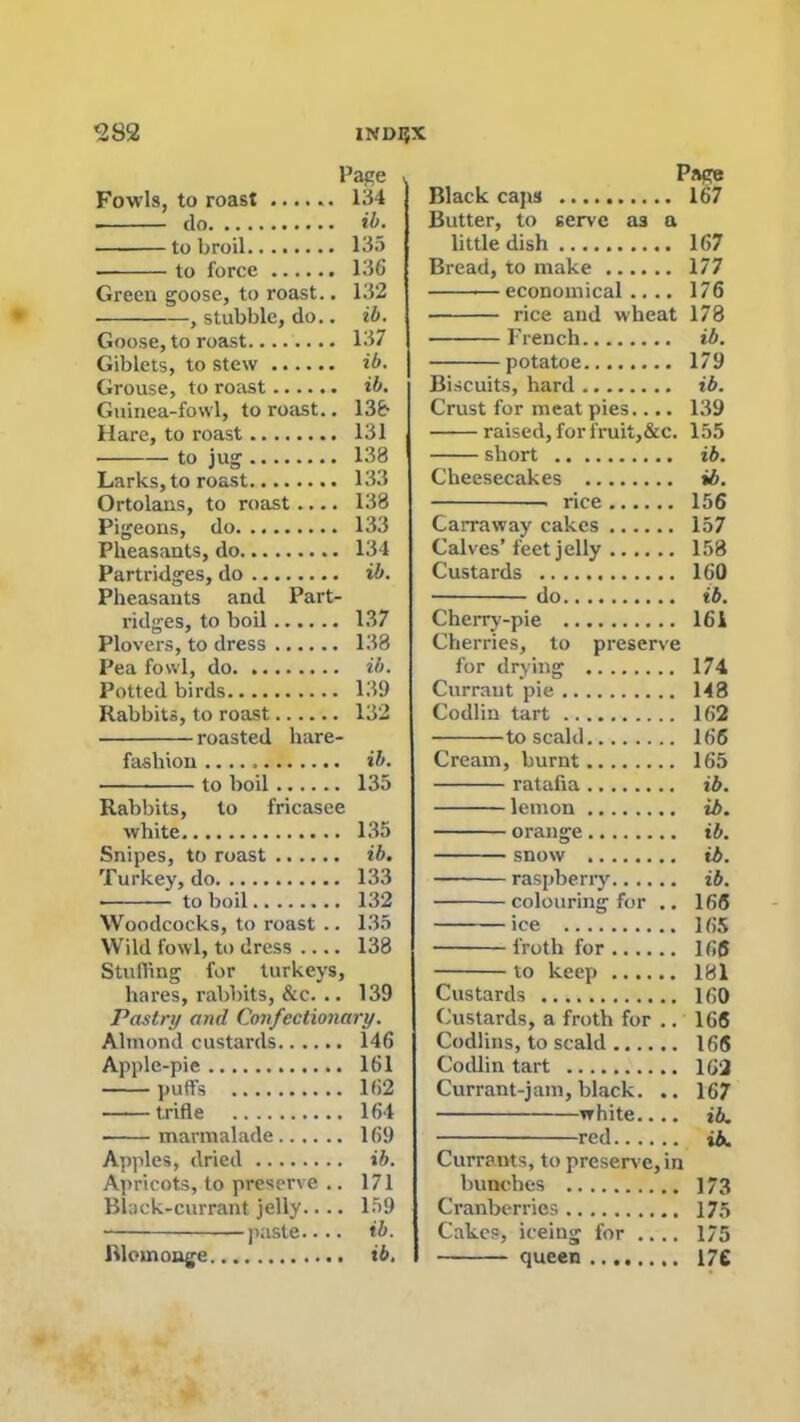 282 INDEX
Page
Fowls, to roast ...... 134
——— do. .......... ib.
——— to broil........ 135
——— to force ...... 136
Green goose, to roast.. 132
———, stubble, do.. ib.
Goose, to roast........ 137
Giblets, to stew ...... ib.
Grouse, to roast ...... ib.
Guinea-fowl, to roast.. 138
Hare, to roast ........ 131
——— to jug ........ 138
Larks, to roast........ 133
Ortolans, to roast .... 138
Pigeons, do. ......... 133
Pheasants, do......... 134
Partridges, do ........ ib.
Pheasants and Part-
ridges, to boil ...... 137
Plovers, to dress ...... 138
Pea fowl, do. ......... ib.
Potted birds.......... 139
Rabbits, to roast...... 132
——— roasted hare-
fashion ............ ib.
——— to boil ...... 135
Rabbits, to fricasee
white.............. 135
Snipes, to roast ...... ib.
Turkey, do. .......... 133
——— to boil........ 132
Woodcocks, to roast .. 135
Wild fowl, to dress .... 138
Stuffing for turkeys,
hares, rabbits, &c. .. 139
Pastry and Confectionary.
Almond custards...... 146
Apple-pie ............ 161
—— puffs .......... 162
—— trifle .......... 164
—— marmalade ...... 169
Apples, dried ........ ib.
Apricots, to preserve .. 171
Black-currant jelly.... 159
——— paste.... ib.
Blomonge............ ib.
Page
Black caps .......... 167
Butter, to serve as a
little dish .......... 167
Bread, to make ...... 177
——— economical .... 176
——— rice and wheat 178
——— French........ ib.
——— potatoe........ 179
Biscuits, hard ........ ib.
Crust for meat pies.... 139
—— raised, for fruit,&c. 155
—— short .......... ib.
Cheesecakes ........ ib.
——— rice ...... 156
Carraway cakes ...... 157
Calves' feet jelly ...... 158
Custards ............ 160
——— do.......... ib.
Cherry-pie .......... 161
Cherries, to preserve
for drying ........ 174
Currant pie .......... 148
Codlin tart .......... 162
——— to scald........ 166
Cream, burnt ........ 165
——— ratafia ........ ib.
——— lemon ........ ib.
——— orange ........ ib.
——— snow ........ ib.
——— raspberry...... ib.
——— colouring for .. 166
——— ice .......... 165
——— froth for ...... 166
——— to keep ...... 181
Custards ............ 160
Custards, a froth for .. 166
Codlins, to scald ...... 166
Codlin tart .......... 162
Currant-jam, black. .. 167
——— white.... ib.
——— red...... ib.
Currants, to preserve, in
bunches .......... 173
Cranberries .......... 175
Cakes, iceing for .... 175
——— queen ........ 176